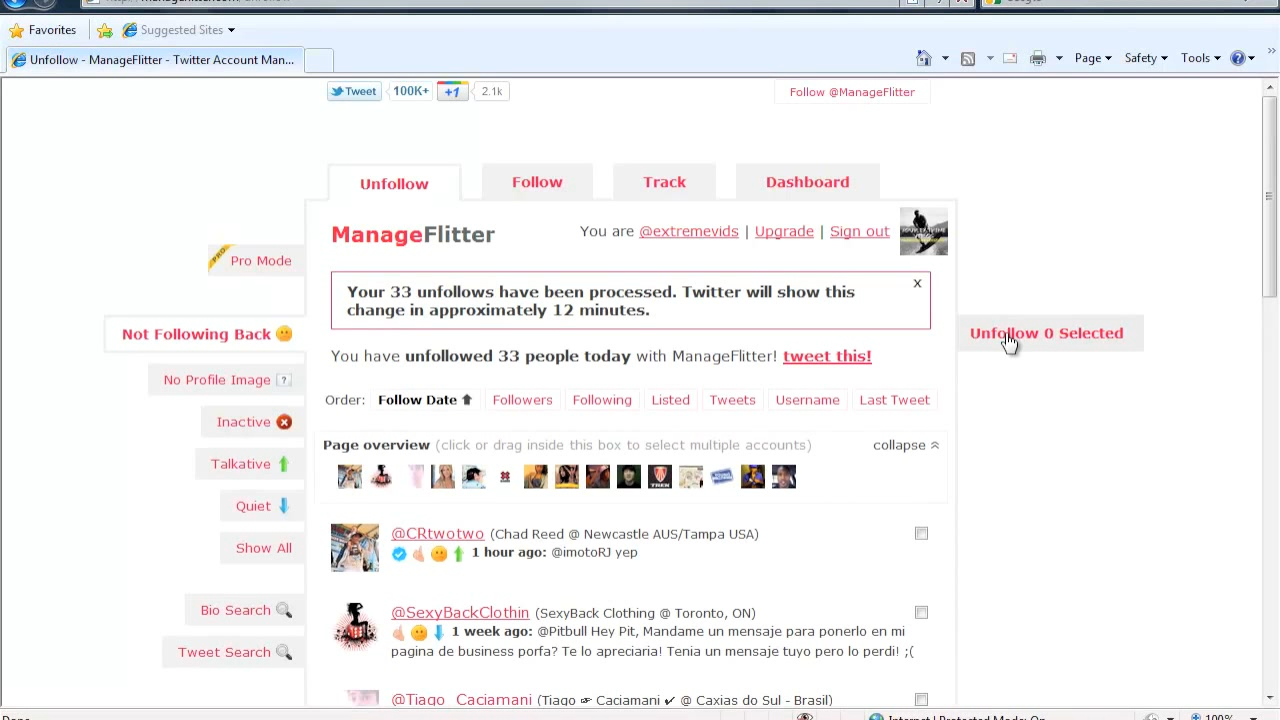 Favorites
Suggested Sites
Unfollow - ManageFlitter - Twitter Account Man...
Page
Safety
Tools
Tweet
100K+
+1
2.1k
Follow @ManageFlitter
Unfollow
Follow
Track
Dashboard
ManageFlitter
You are @extremevids | Upgrade | Sign out
PRO
Pro Mode
Your 33 unfollows have been processed. Twitter will show this
change in approximately 12 minutes.
x
Not Following Back
Unfollow 0 Selected
You have unfollowed 33 people today with ManageFlitter! tweet this!
No Profile Image ?
Order: Follow Date Followers Following Listed Tweets Username Last Tweet
Inactive
Page overview (click or drag inside this box to select multiple accounts)
collapse
Talkative
Quiet
Show All
@CRtwotwo (Chad Reed @ Newcastle AUS/Tampa USA)
1 hour ago: @imotoRJ yep
Bio Search
@SexyBackClothin (SexyBack Clothing @ Toronto, ON)
1 week ago: @Pitbull Hey Pit, Mandame un mensaje para ponerlo en mi
pagina de business porfa? Te lo apreciaria! Tenia un mensaje tuyo pero lo perdi! ;(
Tweet Search
@Tiago_Caciamani (Tiago ☞ Caciamani ✔ @ Caxias do Sul - Brasil)
Done
Internet | Protected Mode: On
100%